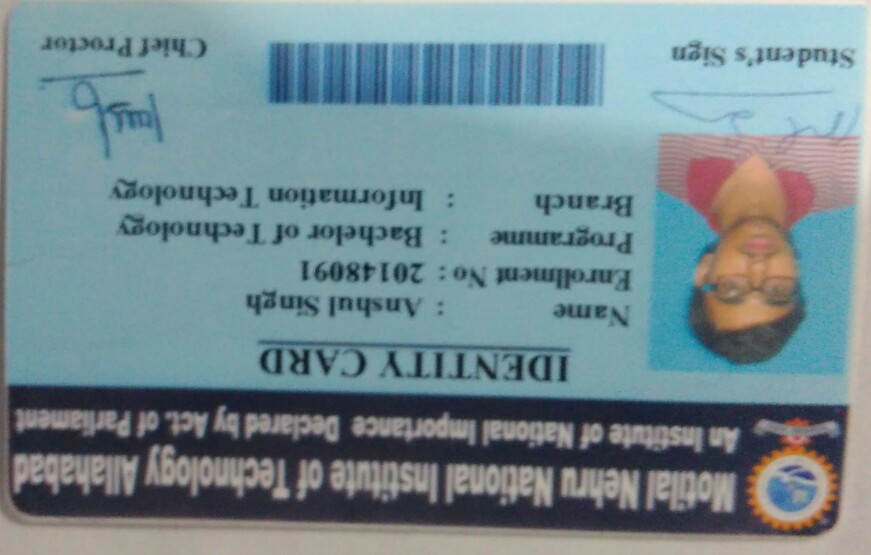 Motilal Nehru National Institute of Technology Allahabad
An Institute of National Importance Declared by Act. of Parliament
IDENTITY CARD
Name : Anshul Singh
Enrollment No : 20148091
Programme : Bachelor of Technology
Branch : Information Technology
Student's Sign
Chief Proctor